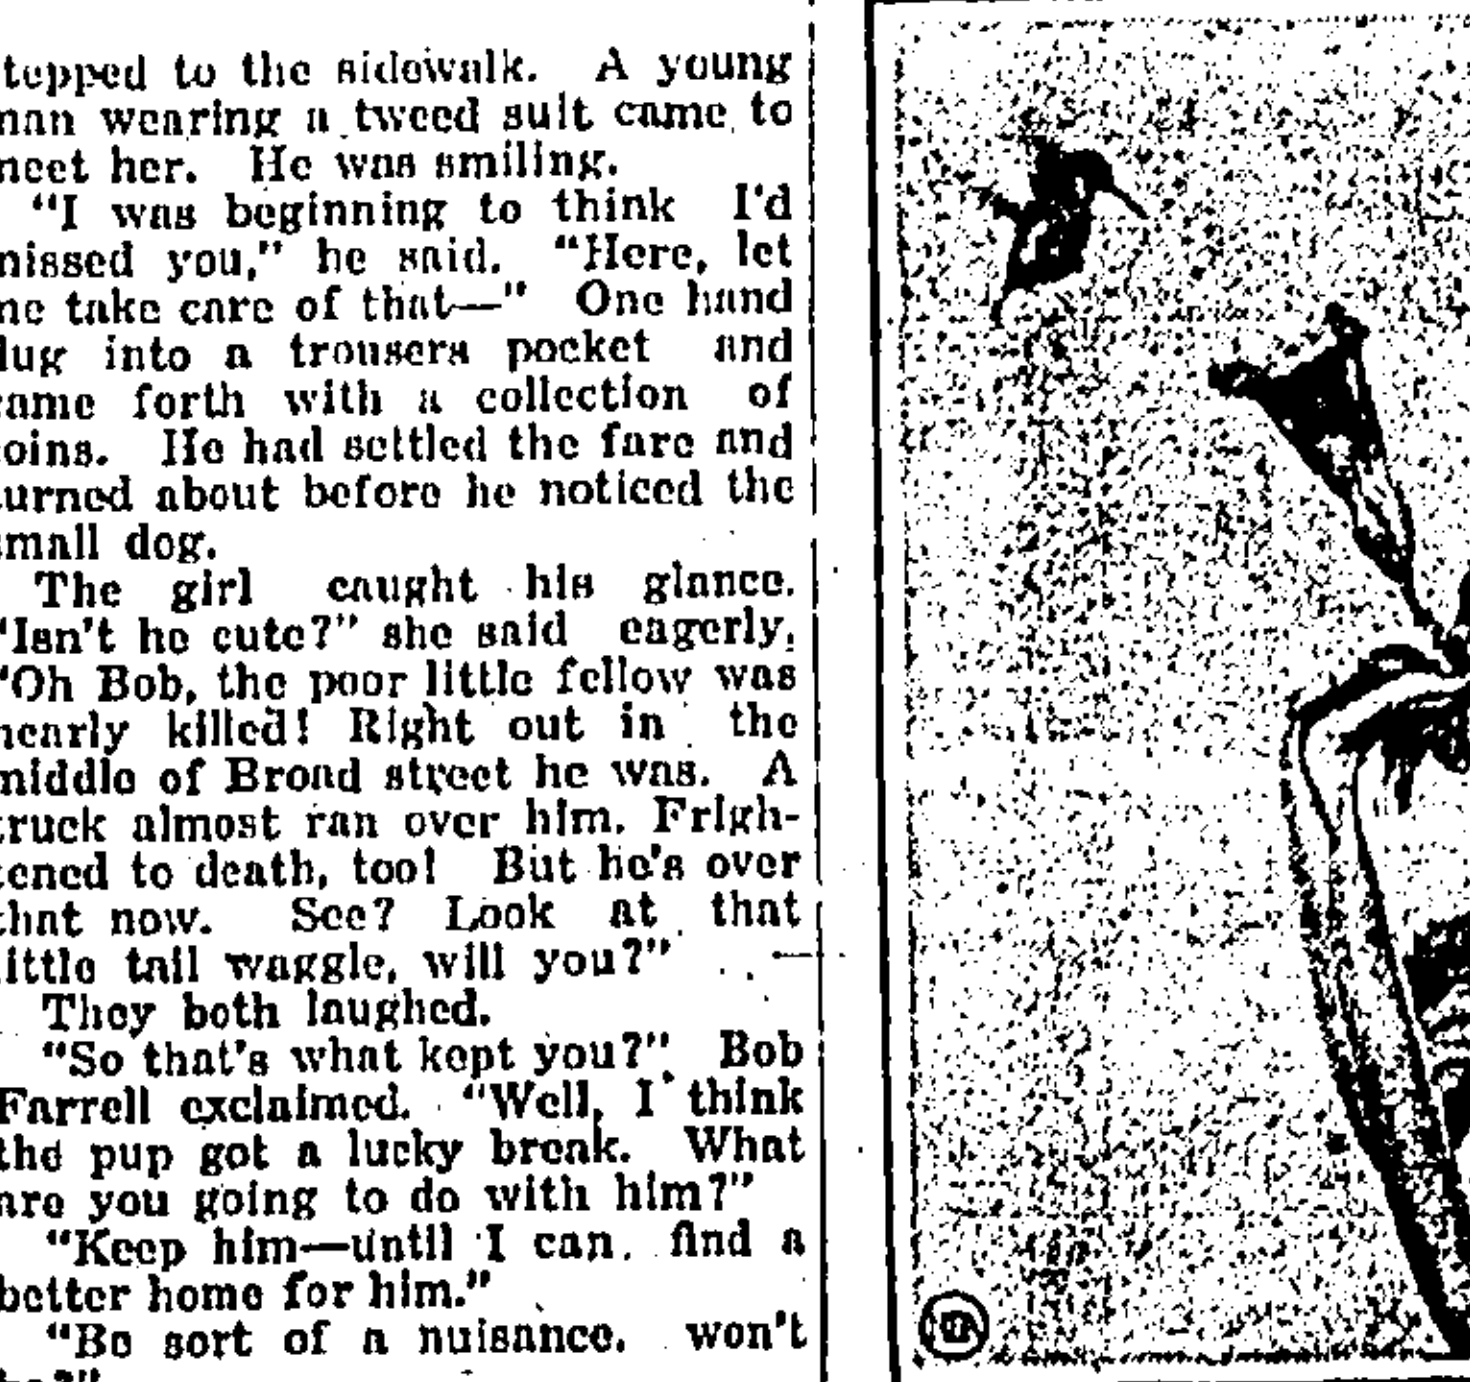 tepped to the sidewalk. A young
nan wearing a tweed suit came to
neet her. He was smiling.
"I was beginning to think I'd
nissed you," he said. "Here, let
ne take care of that—" One hand
lug into a trousers pocket and
ame forth with a collection of
oins. He had settled the fare and
urned about before he noticed the
mall dog.
The girl caught his glance.
"Isn't he cute?" she said eagerly.
"Oh Bob, the poor little fellow was
nearly killed! Right out in the
middle of Broad street he was. A
truck almost ran over him. Frigh-
tened to death, too! But he's over
that now. See? Look at that
ittle tail waggle, will you?"
They both laughed.
"So that's what kept you?" Bob
Farrell exclaimed. "Well, I think
the pup got a lucky break. What
are you going to do with him?"
"Keep him—until I can find a
better home for him."
"Be sort of a nuisance, won't